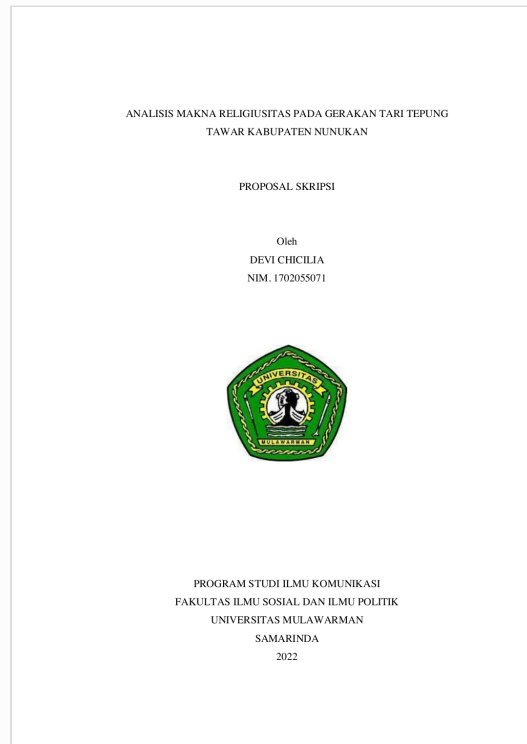 ANALISIS MAKNA RELIGIUSITAS PADA GERAKAN TARI TEPUNG
TAWAR KABUPATEN NUNUKAN
PROPOSAL SKRIPSI
Oleh
DEVI CHICILIA
NIM. 1702055071
UNIVERSITAS
MULAWARMAN
PROGRAM STUDI ILMU KOMUNIKASI
FAKULTAS ILMU SOSIAL DAN ILMU POLITIK
UNIVERSITAS MULAWARMAN
SAMARINDA
2022